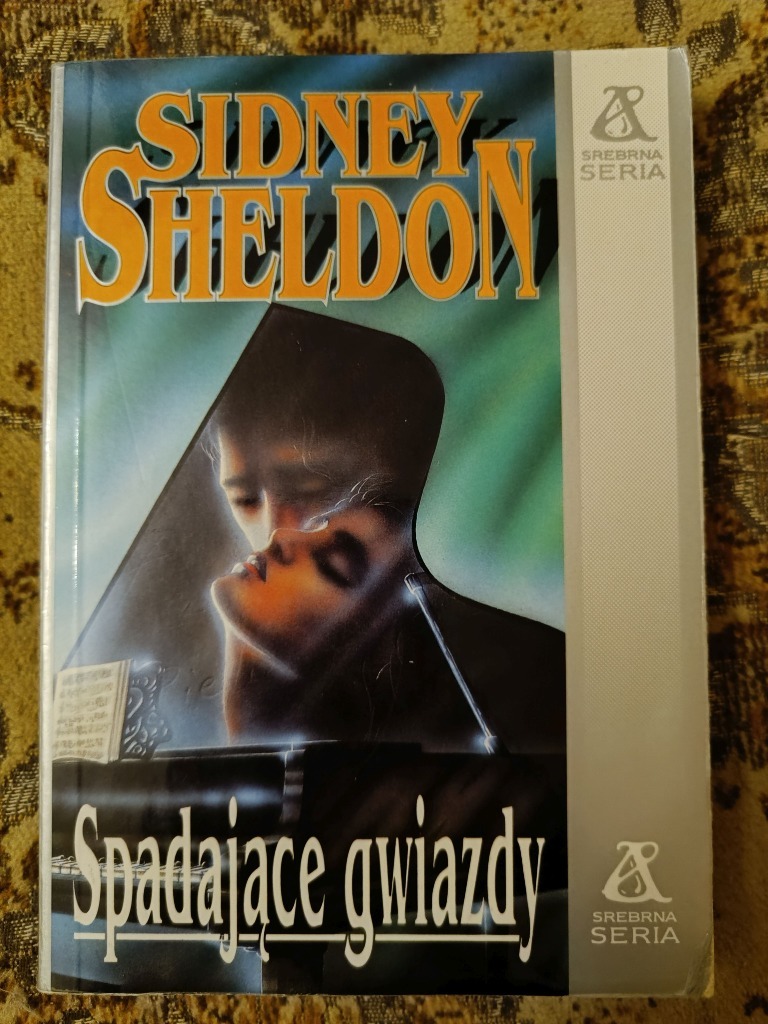 SIDNEY
SHELDON
SREBRNA
SERIA
Spadające gwiazdy
SREBRNA
SERIA